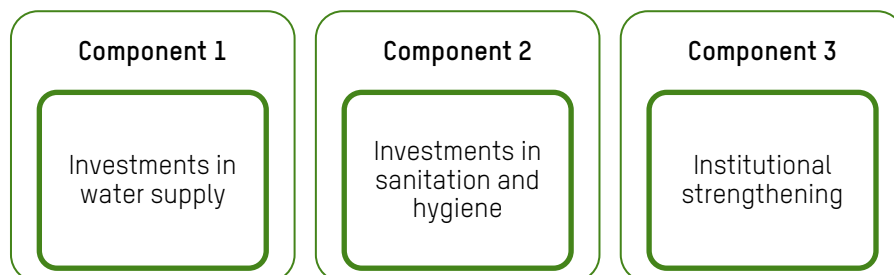 Component 1
Investments in
water supply
Component 2
Investments in
sanitation and
hygiene
Component 3
Institutional
strengthening